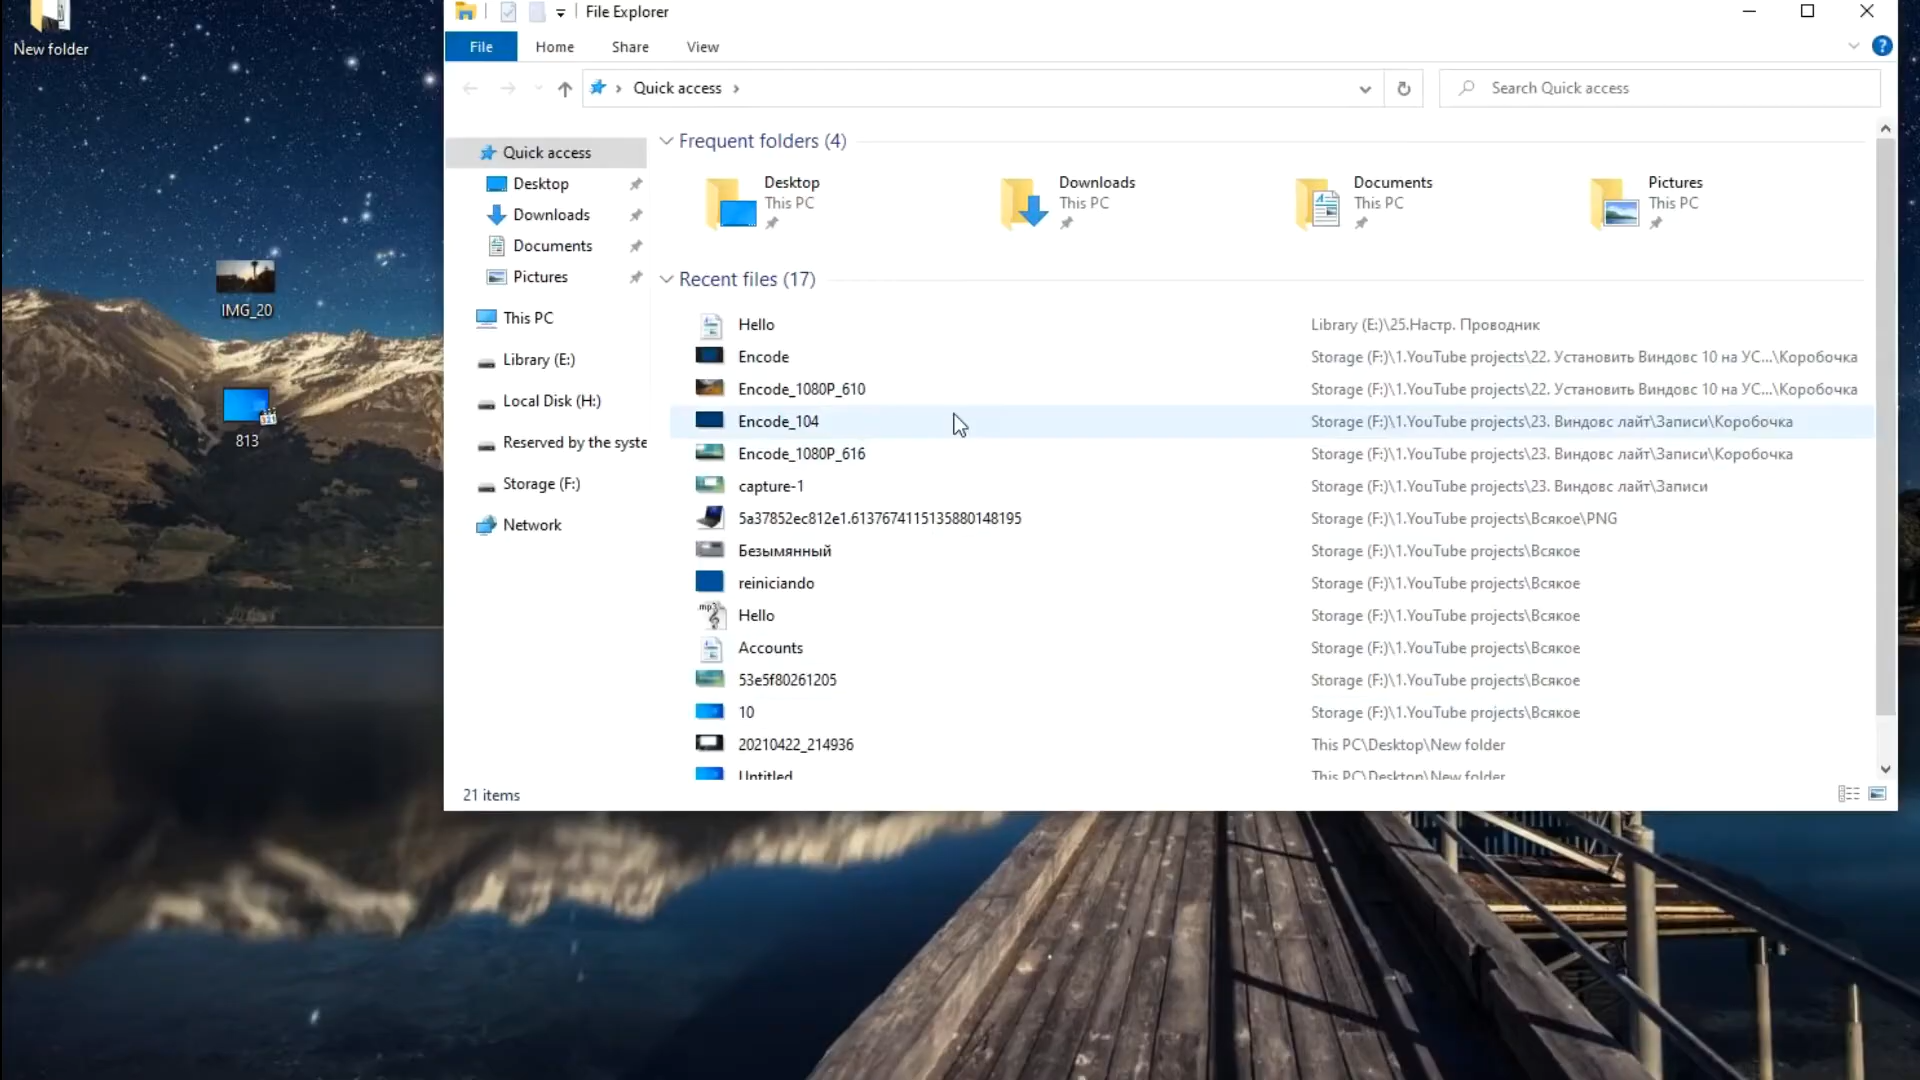 New folder
IMG_20
813
File Explorer
File Home Share View
Quick access
Search Quick access
Quick access
Desktop
Downloads
Documents
Pictures
This PC
Library (E:)
Local Disk (H:)
Reserved by the syste
Storage (F:)
Network
Frequent folders (4)
Desktop
This PC
Downloads
This PC
Documents
This PC
Pictures
This PC
Recent files (17)
Hello Library (E:)\25.Настр. Проводник
Encode Storage (F:)\1.YouTube projects\22. Установить Виндовс 10 на УС...\Коробочка
Encode_1080P_610 Storage (F:)\1.YouTube projects\22. Установить Виндовс 10 на УС...\Коробочка
Encode_104 Storage (F:)\1.YouTube projects\23. Виндовс лайт\Записи\Коробочка
Encode_1080P_616 Storage (F:)\1.YouTube projects\23. Виндовс лайт\Записи\Коробочка
capture-1 Storage (F:)\1.YouTube projects\23. Виндовс лайт\Записи
5a37852ec812e1.6137674115135880148195 Storage (F:)\1.YouTube projects\Всякое\PNG
Безымянный Storage (F:)\1.YouTube projects\Всякое
reiniciando Storage (F:)\1.YouTube projects\Всякое
mp3
Hello Storage (F:)\1.YouTube projects\Всякое
Accounts Storage (F:)\1.YouTube projects\Всякое
53e5f80261205 Storage (F:)\1.YouTube projects\Всякое
10 Storage (F:)\1.YouTube projects\Всякое
20210422_214936 This PC\Desktop\New folder
Untitled This PC\Desktop\New folder
21 items